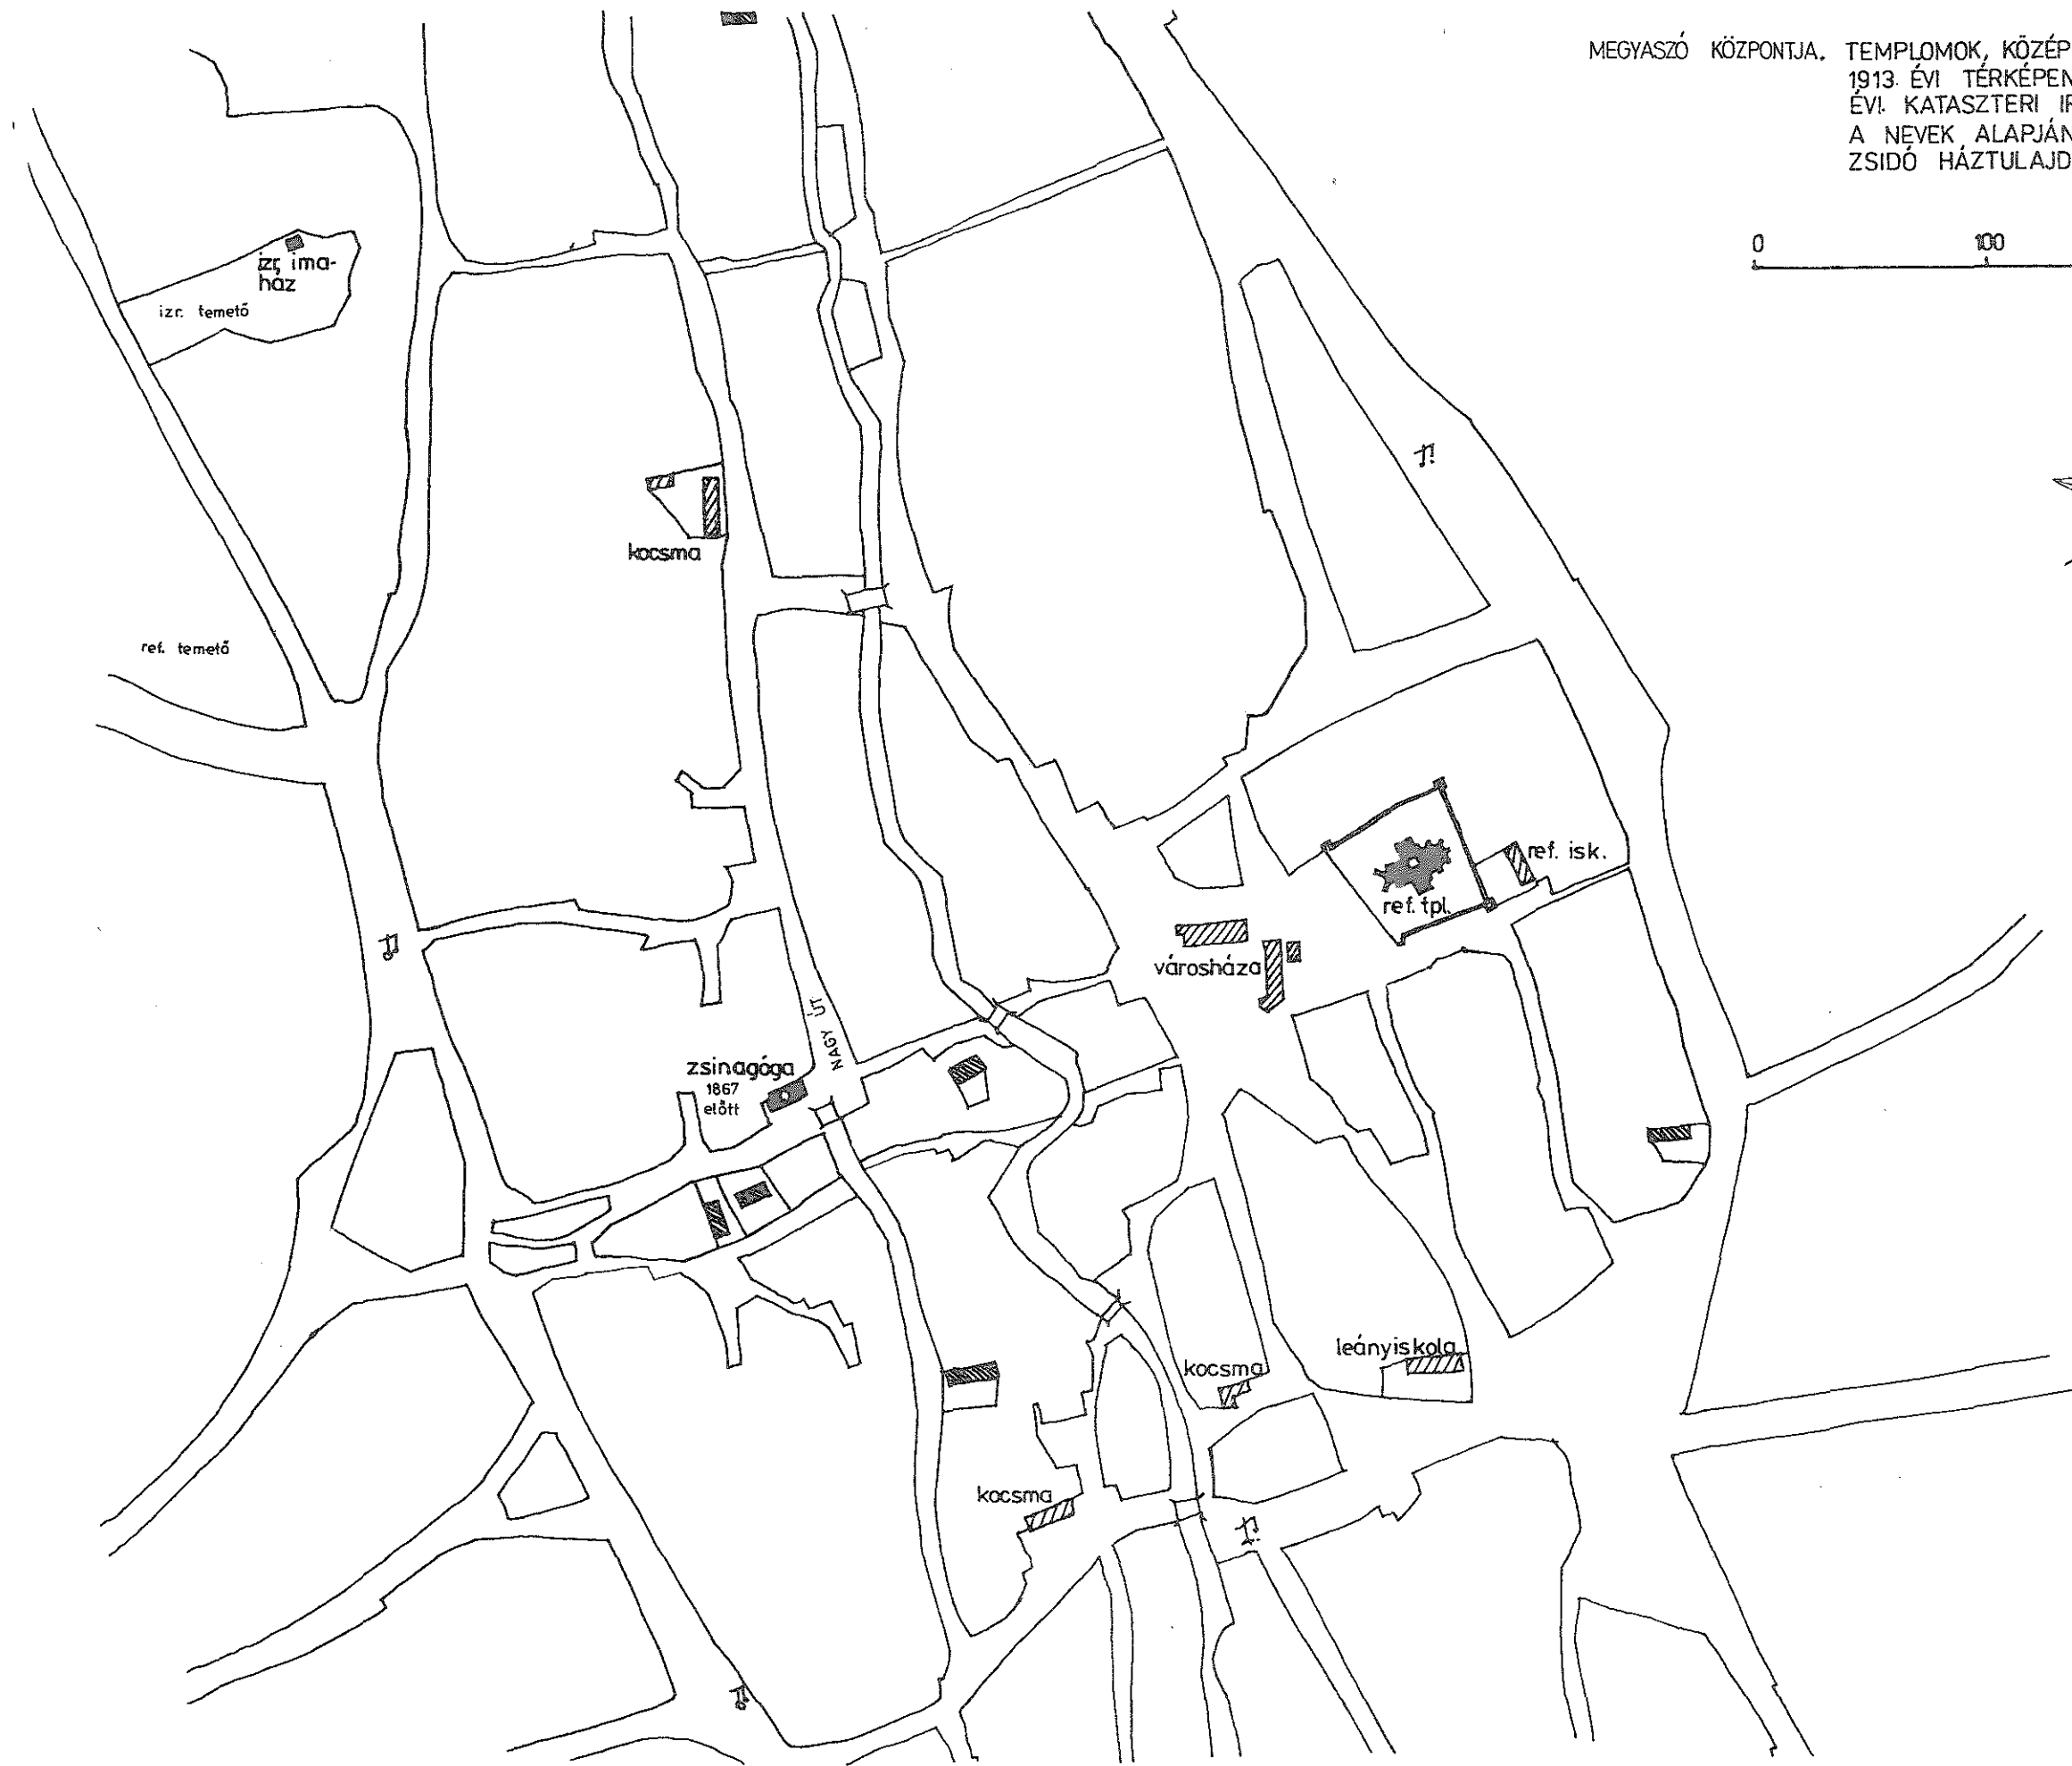 MEGYASZÓ KÖZPONTJA. TEMPLOMOK, KÖZÉP
1913. ÉVI TÉRKÉPEN
ÉVI. KATASZTERI
A NEVEK ALAPJÁN
ZSIDÓ HÁZTULAJD
0 100
izr. ima-
ház
izr. temető
kocsma
ref. temető
ref. isk.
ref. tpl.
városháza
NAGY ÚT
zsinagóga
1867
előtt
leányiskola
kocsma
kocsma